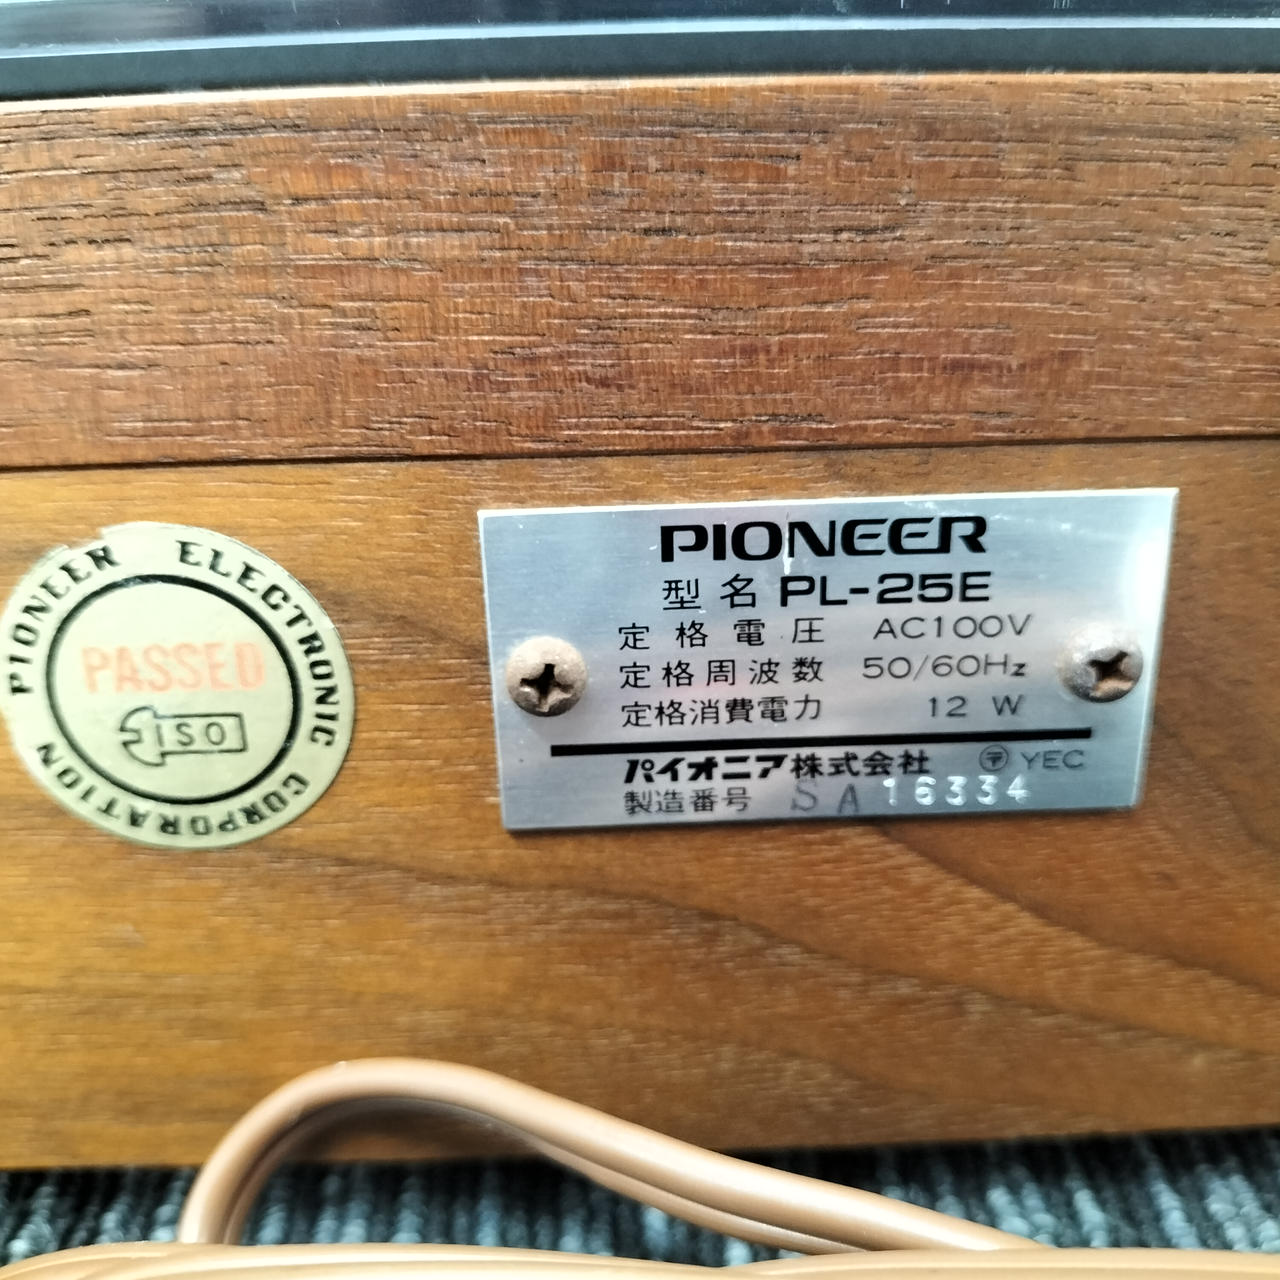 PIONEER ELECTRONIC CORPORATION
PASSED
ISO
PIONEER
型名 PL-25E
定格電圧 AC100V
定格周波数 50/60Hz
定格消費電力 12 W
パイオニア株式会社 〶 YEC
製造番号 SA 16334